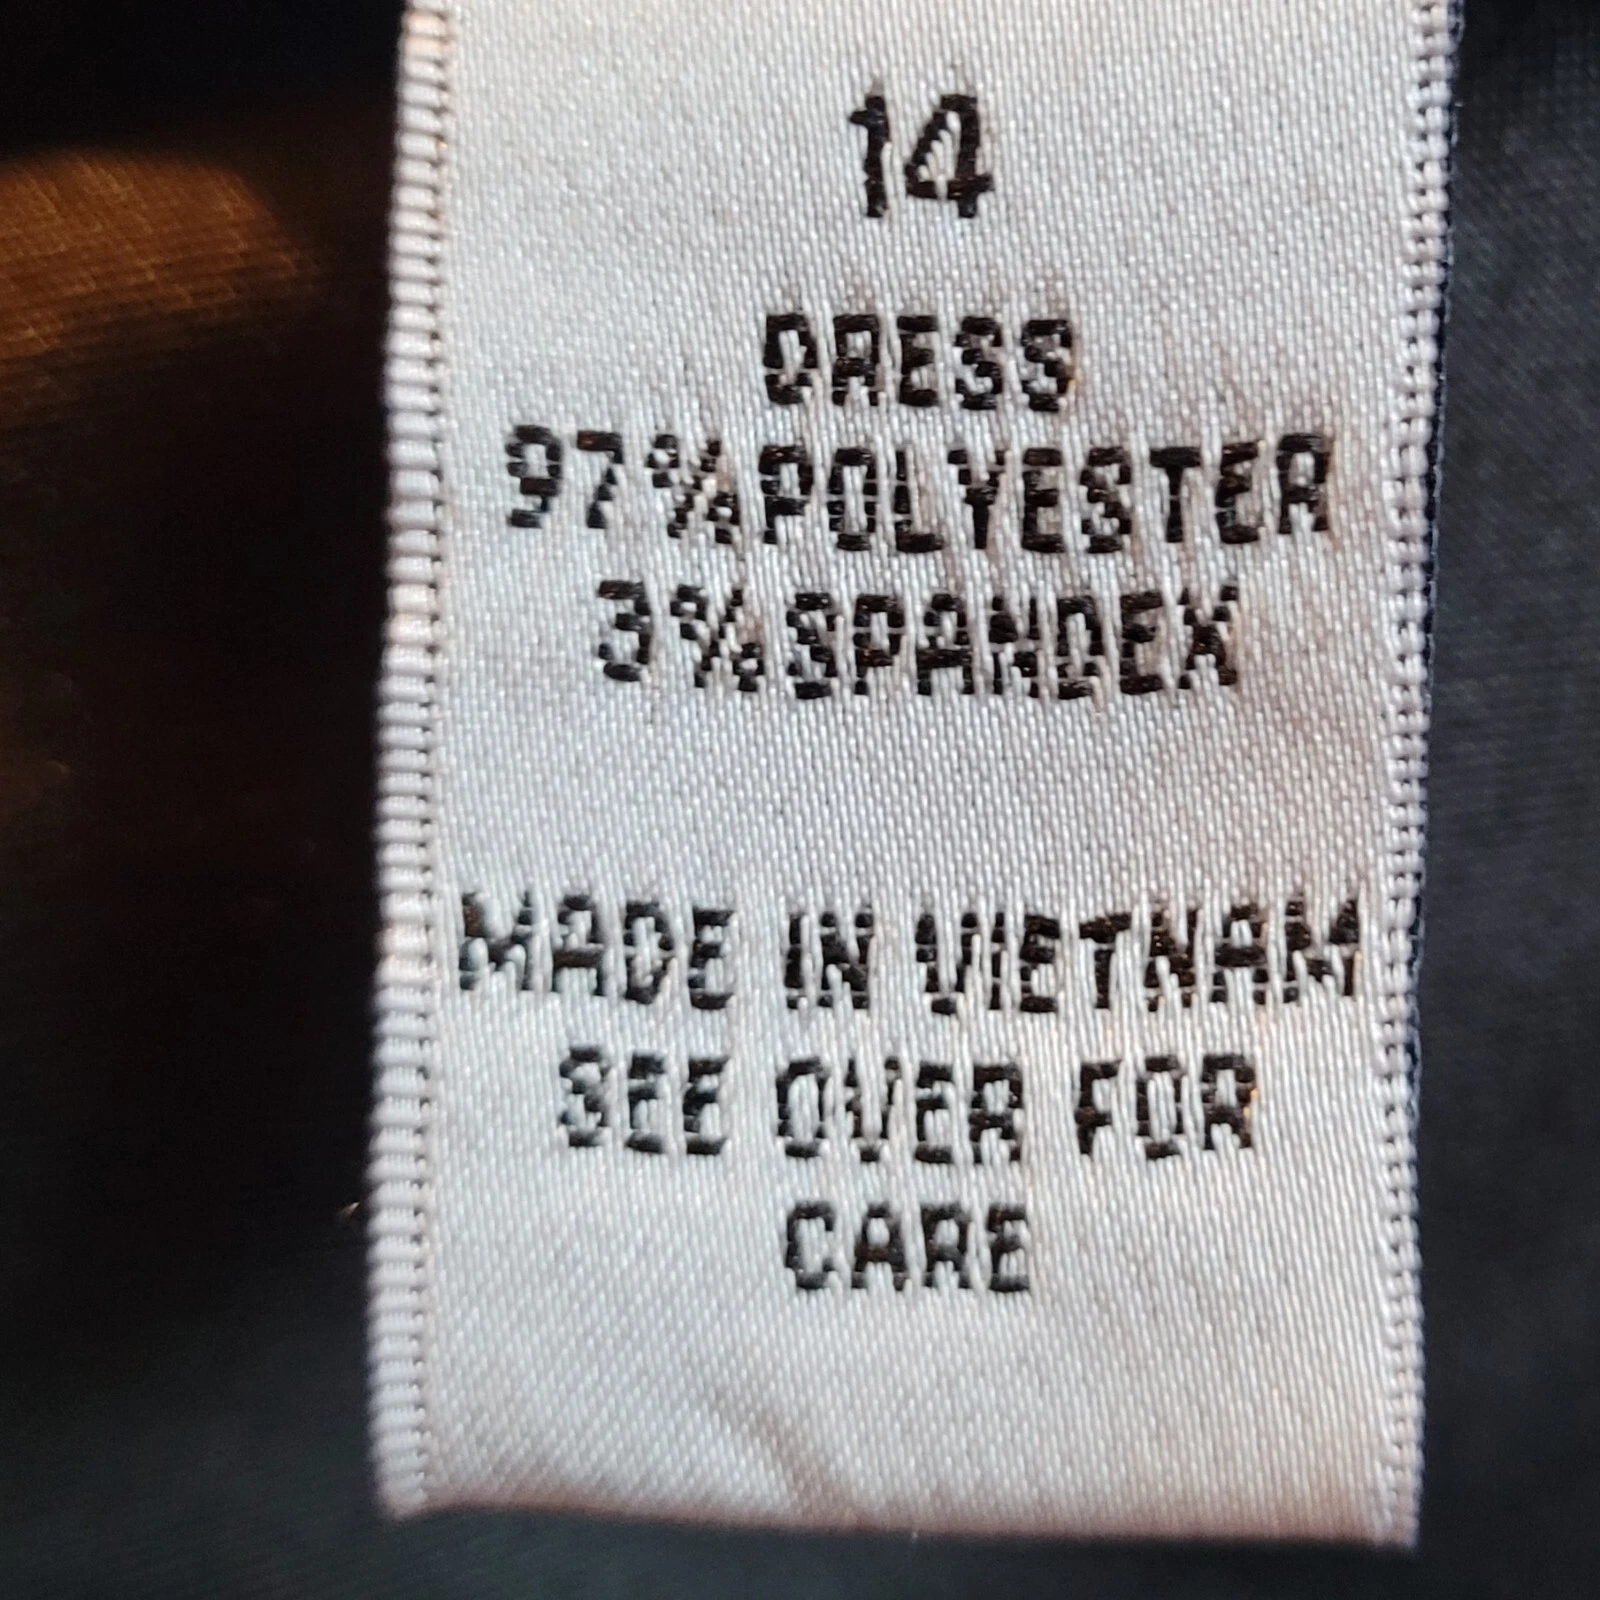 14
DRESS
97% POLYESTER
3% SPANDEX
MADE IN VIETNAM
SEE OVER FOR
CARE